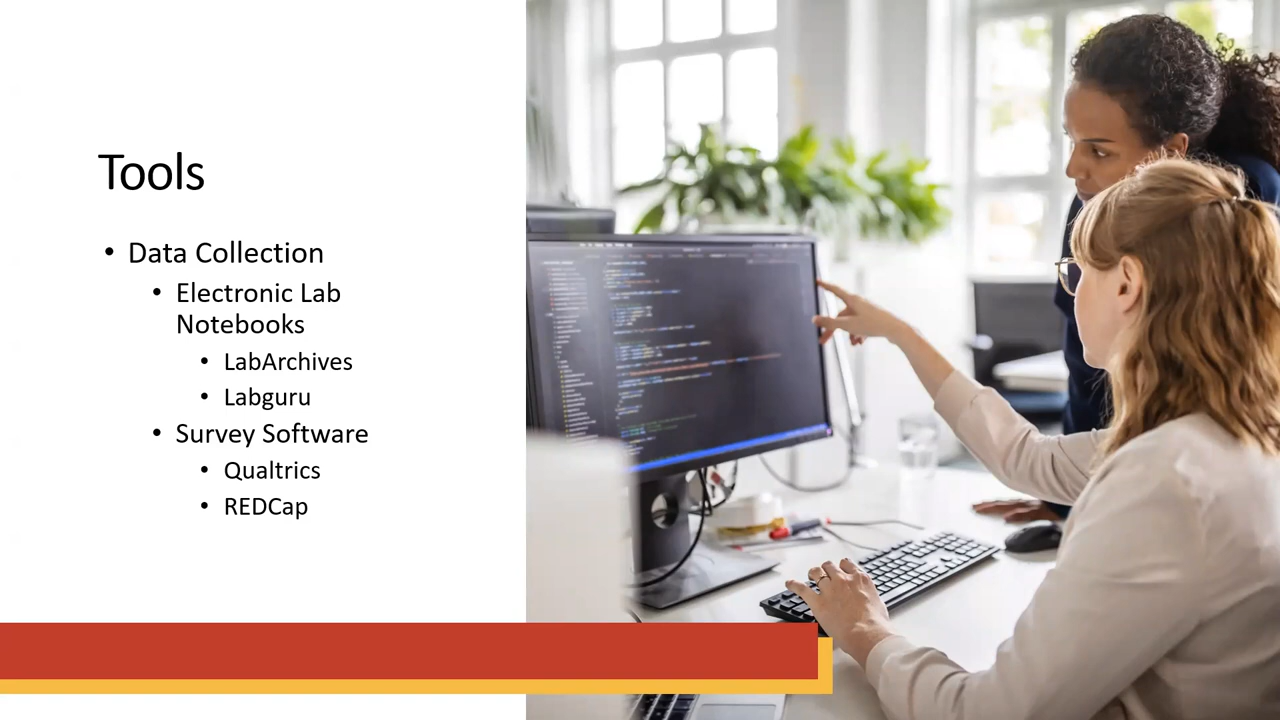 Tools
• Data Collection
• Electronic Lab
Notebooks
• LabArchives
• Labguru
• Survey Software
• Qualtrics
• REDCap